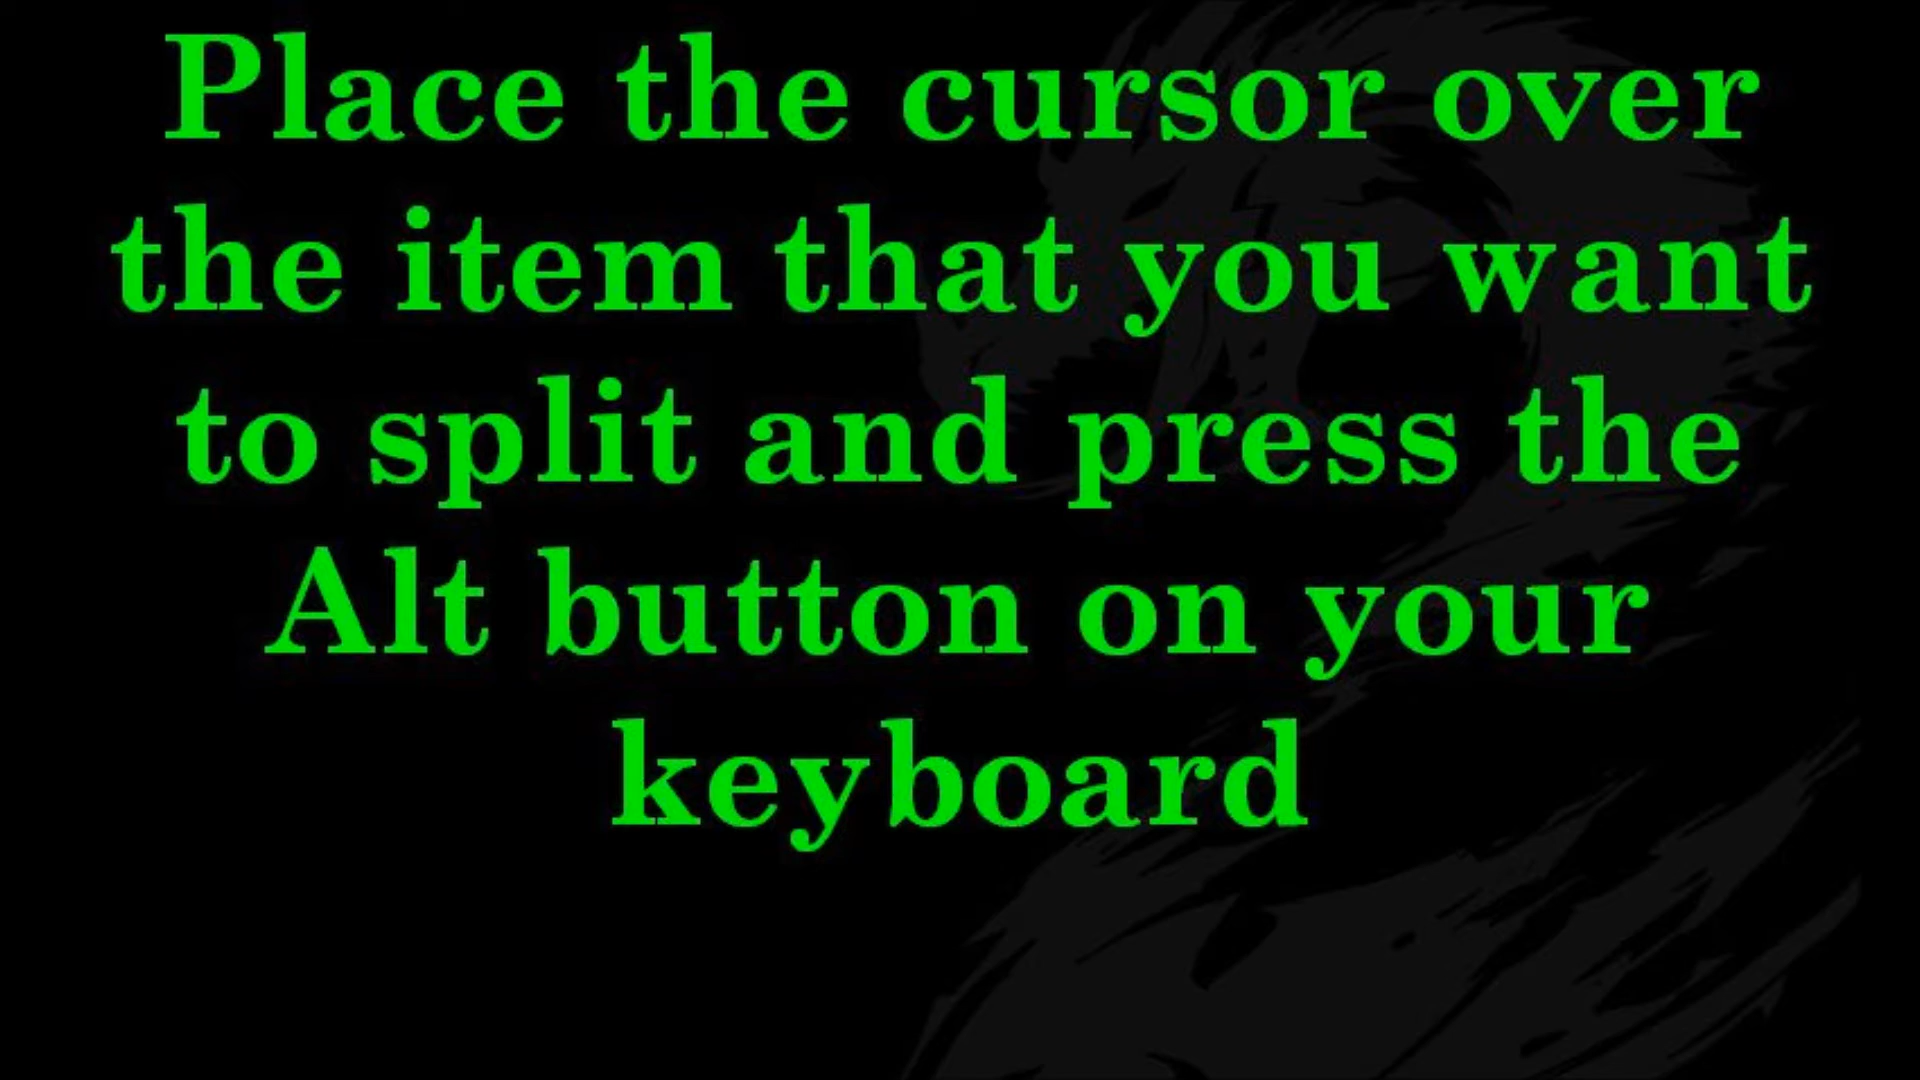 Place the cursor over
the item that you want
to split and press the
Alt button on your
keyboard